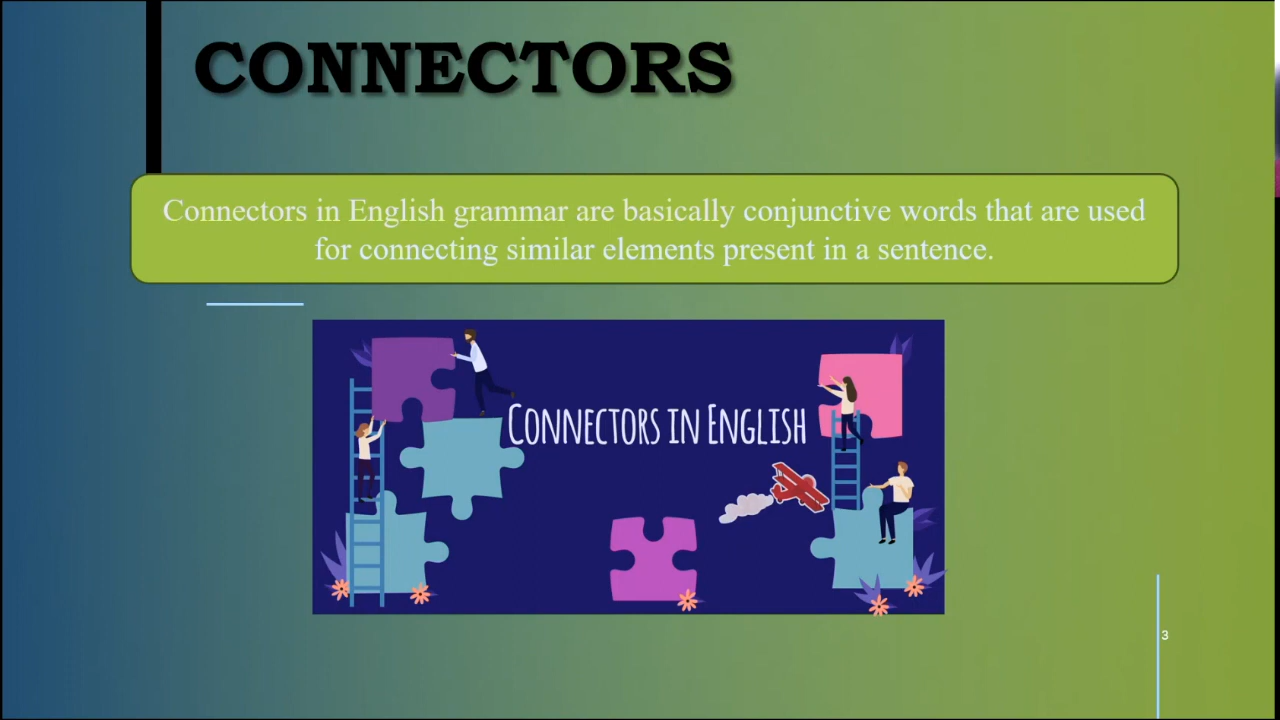 CONNECTORS
Connectors in English grammar are basically conjunctive words that are used
for connecting similar elements present in a sentence.
CONNECTORS IN ENGLISH
3